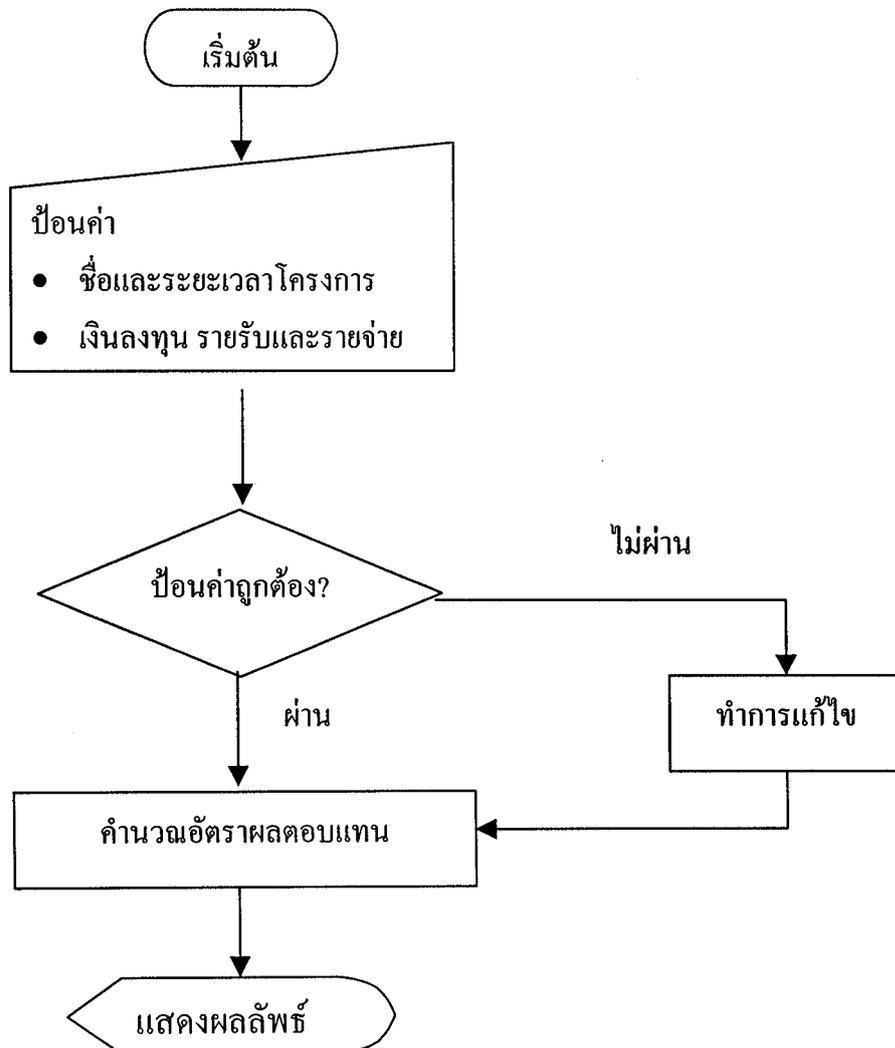 เริ่มต้น
ป้อนค่า
● ชื่อและระยะเวลาโครงการ
● เงินลงทุน รายรับและรายจ่าย
ป้อนค่าถูกต้อง?
ไม่ผ่าน
ผ่าน
ทำการแก้ไข
คำนวณอัตราผลตอบแทน
แสดงผลลัพธ์